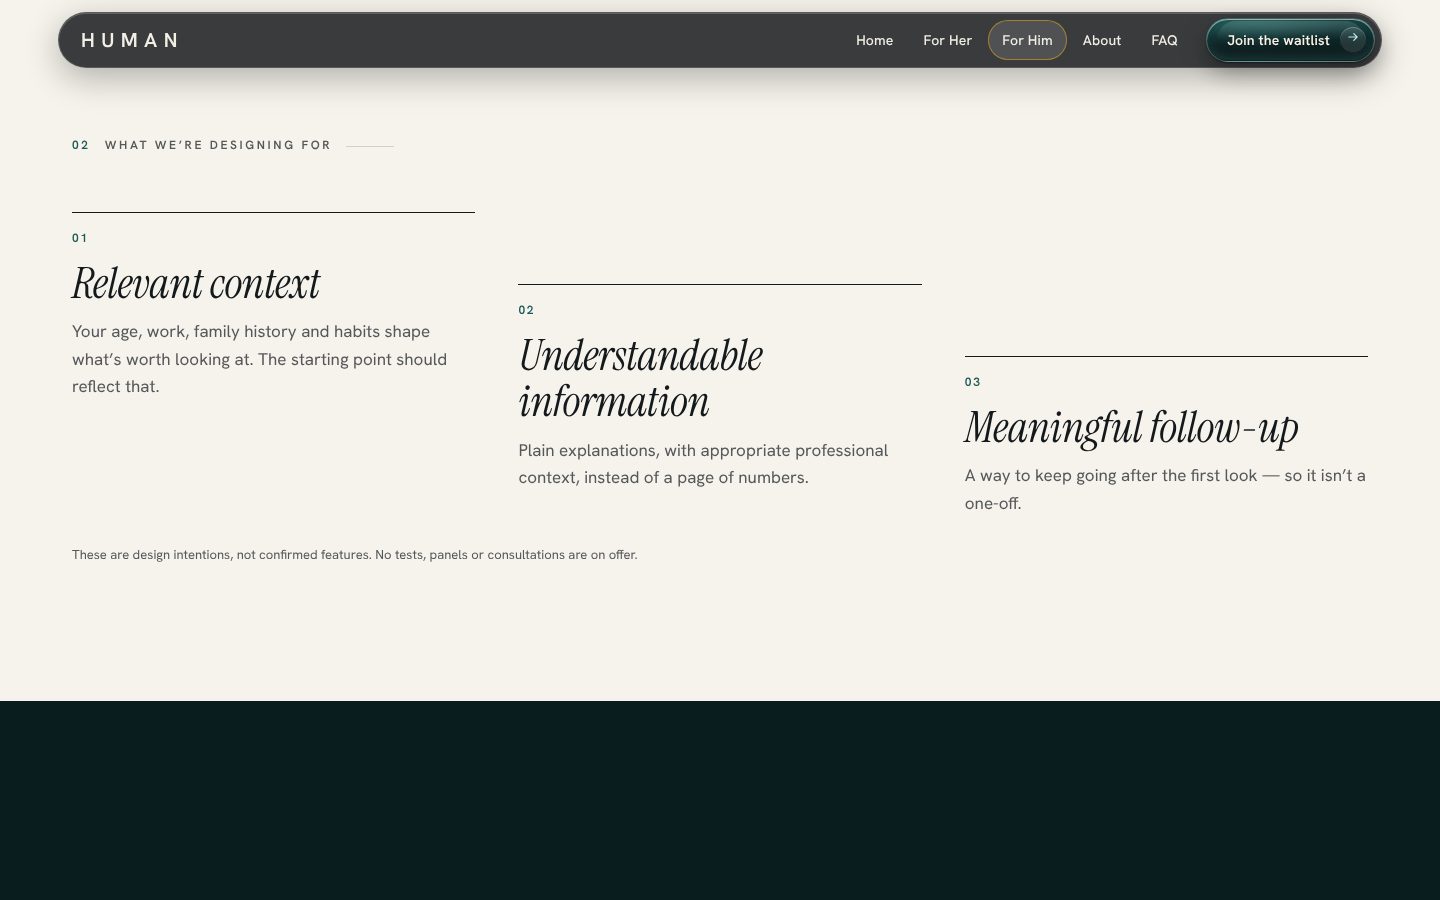 HUMAN
Home
For Her
For Him
About
FAQ
Join the waitlist →
02 WHAT WE’RE DESIGNING FOR
01
Relevant context
Your age, work, family history and habits shape
what’s worth looking at. The starting point should
reflect that.
02
Understandable
information
Plain explanations, with appropriate professional
context, instead of a page of numbers.
03
Meaningful follow-up
A way to keep going after the first look — so it isn’t a
one-off.
These are design intentions, not confirmed features. No tests, panels or consultations are on offer.